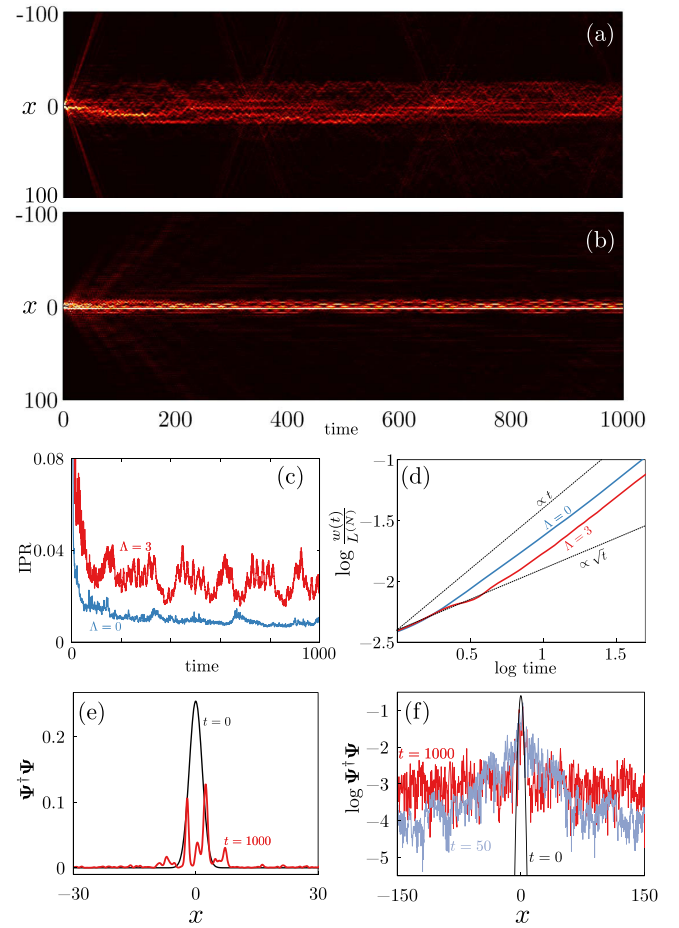 -100
(a)
x 0
100
-100
(b)
x 0
100
0 200 400 600 800 1000
time
0.08
(c)
IPR
0.04
Λ = 3
Λ = 0
0
0 1000
time
-1
(d)
∝ t
-1.5
Λ = 0
log w(t)/L^(N)
Λ = 3
-2
∝ √t
-2.5
0.5 1 1.5
log time
(e)
0.2
t = 0
Ψ†Ψ
0.1
t = 1000
0
−30 0 30
x
−1
(f)
−2
t = 1000
log Ψ†Ψ
−3
−4
t = 50
t = 0
−5
−150 0 150
x